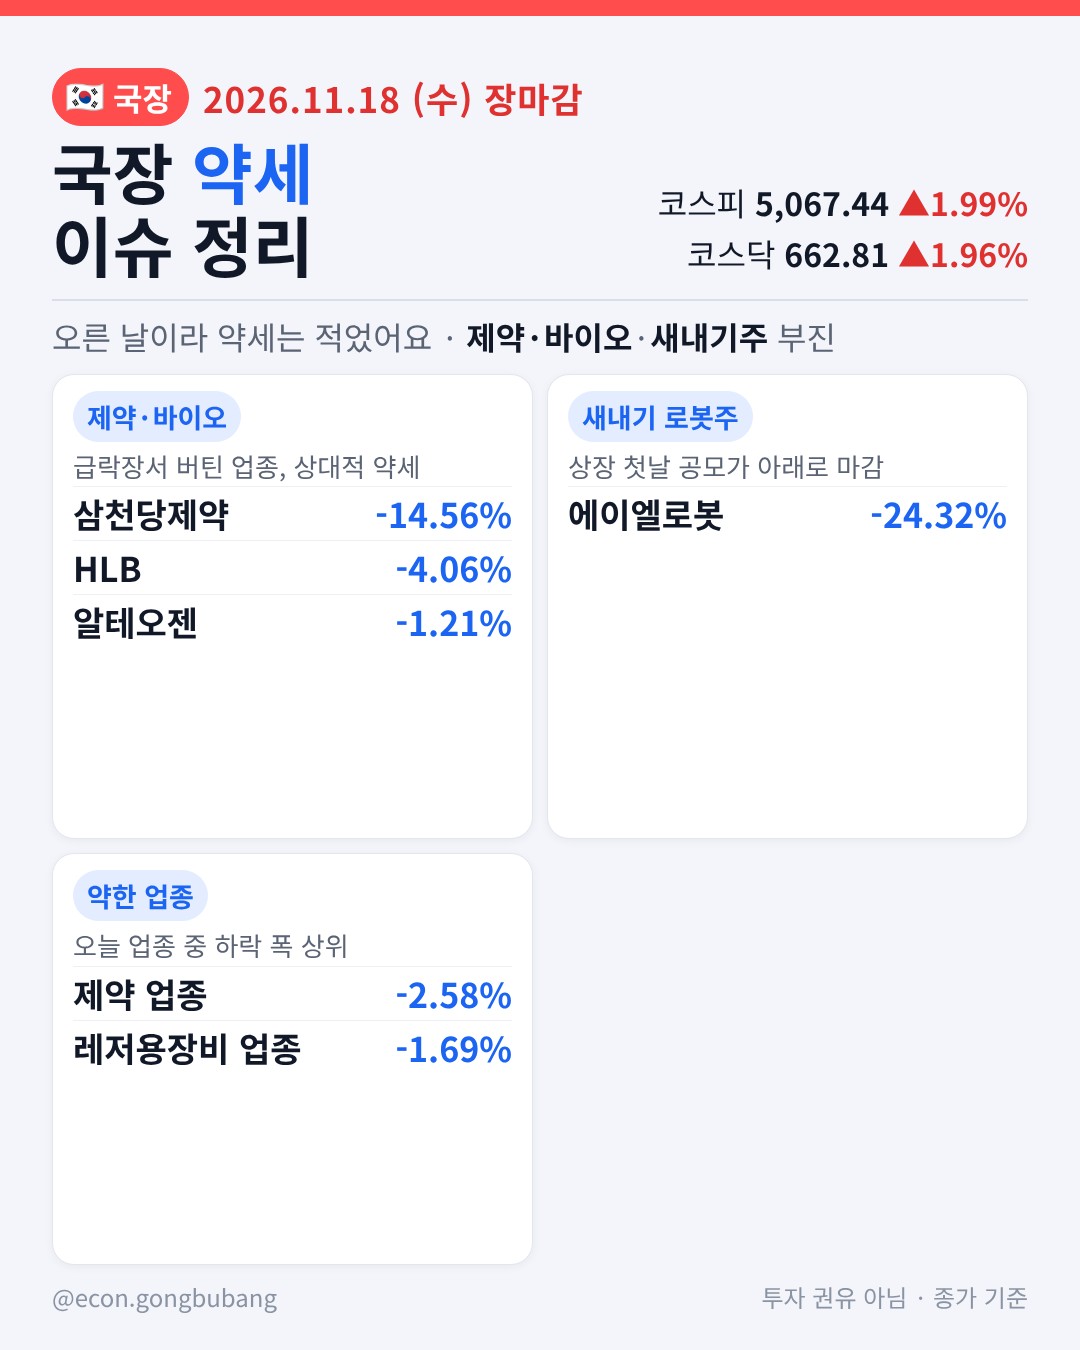 국장 2026.11.18 (수) 장마감
국장 약세
이슈 정리
코스피 5,067.44 ▲1.99%
코스닥 662.81 ▲1.96%
오른 날이라 약세는 적었어요 · 제약·바이오·새내기주 부진
제약·바이오
급락장서 버틴 업종, 상대적 약세
삼천당제약 -14.56%
HLB -4.06%
알테오젠 -1.21%
새내기 로봇주
상장 첫날 공모가 아래로 마감
에이엘로봇 -24.32%
약한 업종
오늘 업종 중 하락 폭 상위
제약 업종 -2.58%
레저용장비 업종 -1.69%
@econ.gongbubang
투자 권유 아님 · 종가 기준